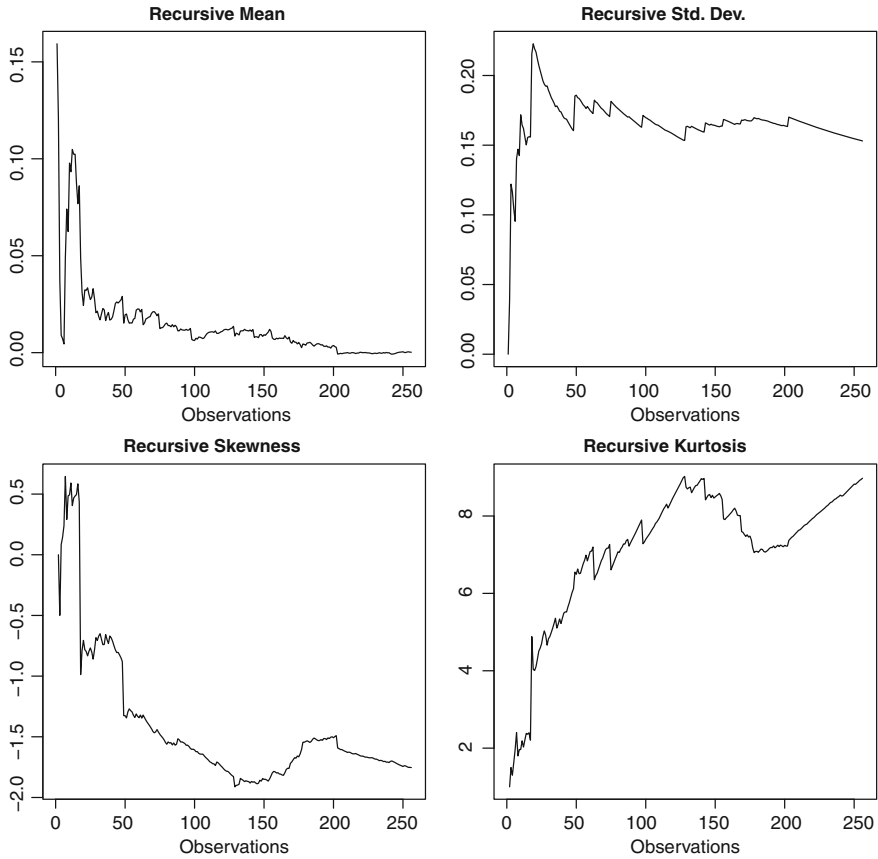 Recursive Mean
0.15
0.10
0.05
0.00
0 50 100 150 200 250
Observations
Recursive Std. Dev.
0.20
0.15
0.10
0.05
0.00
0 50 100 150 200 250
Observations
Recursive Skewness
0.5
0.0
−0.5
−1.0
−1.5
−2.0
0 50 100 150 200 250
Observations
Recursive Kurtosis
8
6
4
2
0 50 100 150 200 250
Observations